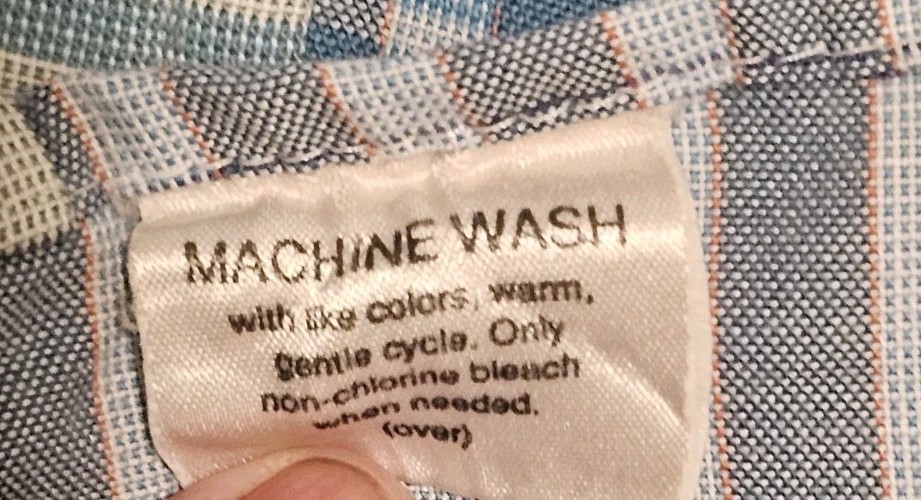 MACHINE WASH
with like colors, warm,
gentle cycle. Only
non-chlorine bleach
when needed.
(over)